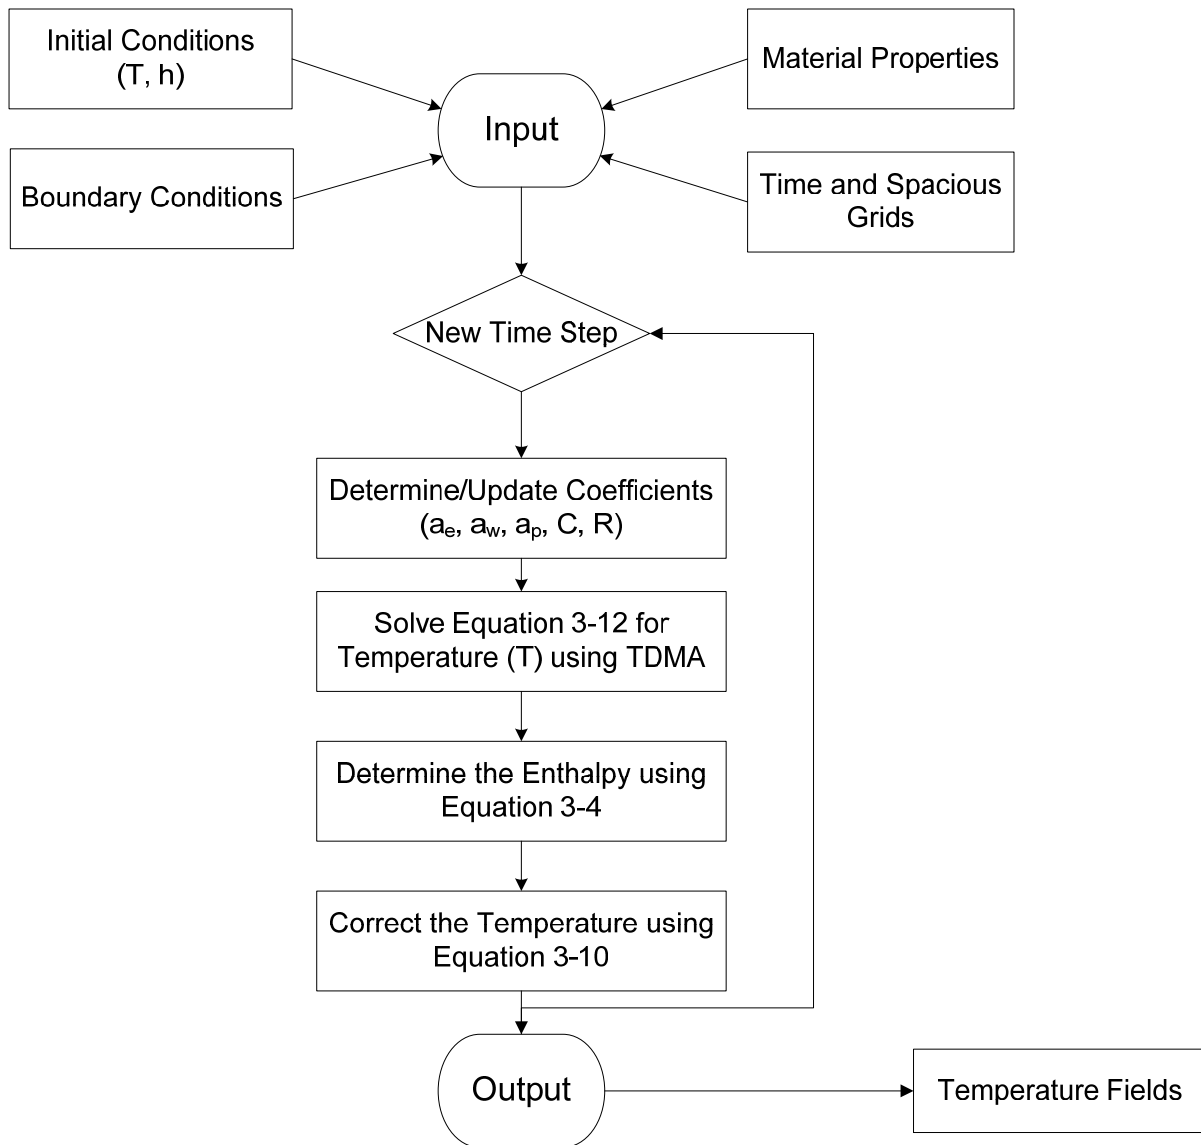 Initial Conditions
(T, h)
Material Properties
Input
Boundary Conditions
Time and Spacious
Grids
New Time Step
Determine/Update Coefficients
(aₑ, a_w, aₚ, C, R)
Solve Equation 3-12 for
Temperature (T) using TDMA
Determine the Enthalpy using
Equation 3-4
Correct the Temperature using
Equation 3-10
Output
Temperature Fields